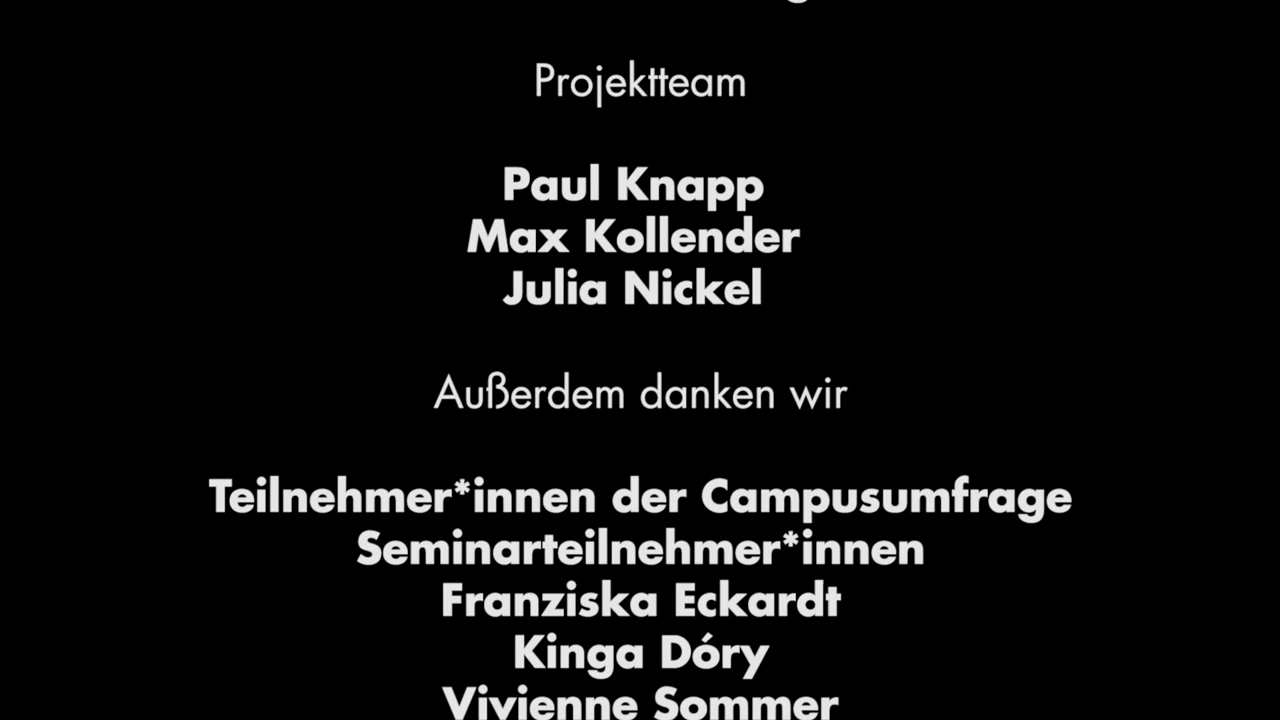 Projektteam
Paul Knapp
Max Kollender
Julia Nickel
Außerdem danken wir
Teilnehmer*innen der Campusumfrage
Seminarteilnehmer*innen
Franziska Eckardt
Kinga Dóry
Vivienne Sommer